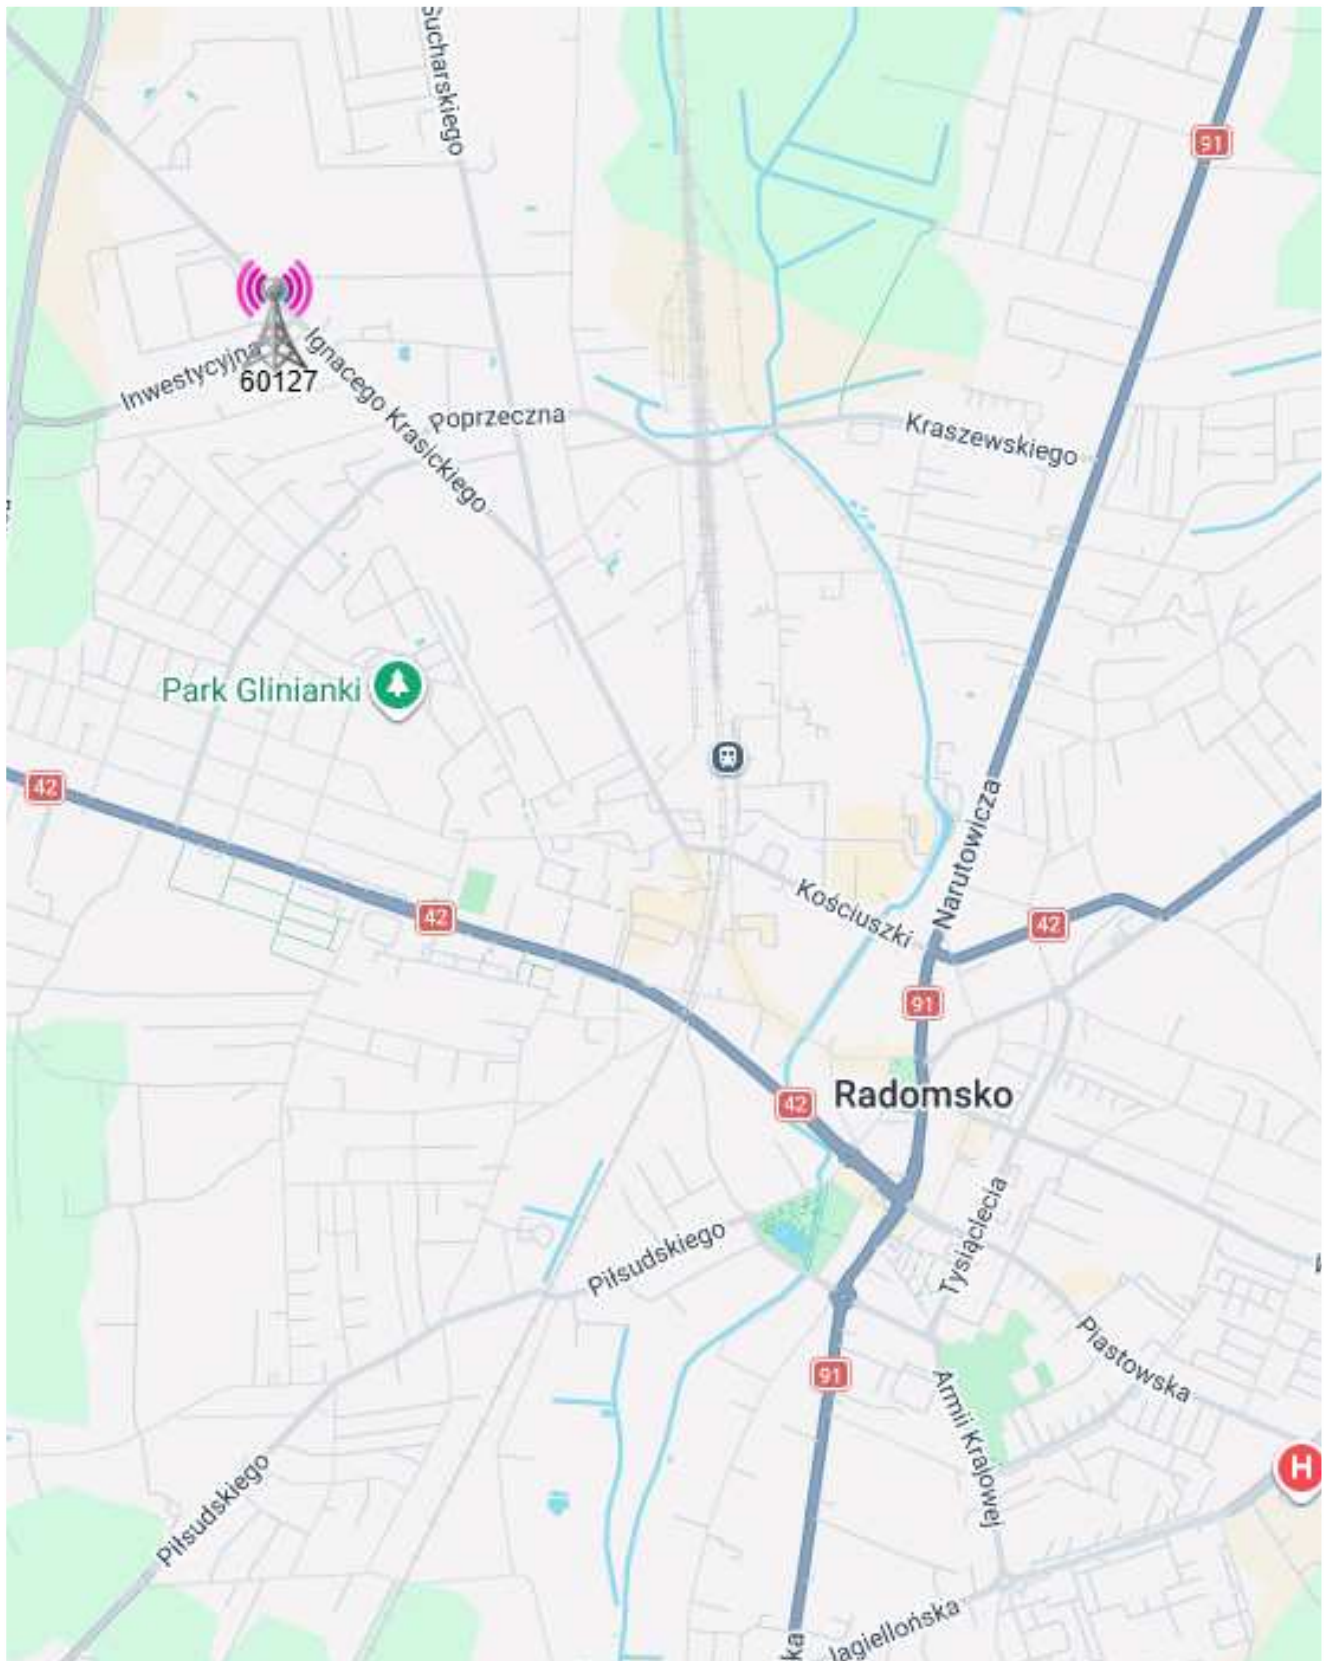 Sucharskiego
91
Inwestycyjna
60127
Ignacego Krasickiego
Poprzeczna
Kraszewskiego
Park Glinianki
42
Narutowicza
Kościuszki
42
42
91
Radomsko
42
Tysiąclecia
Piłsudskiego
Piastowska
91
Armii Krajowej
H
Piłsudskiego
Jagiellońska
ka